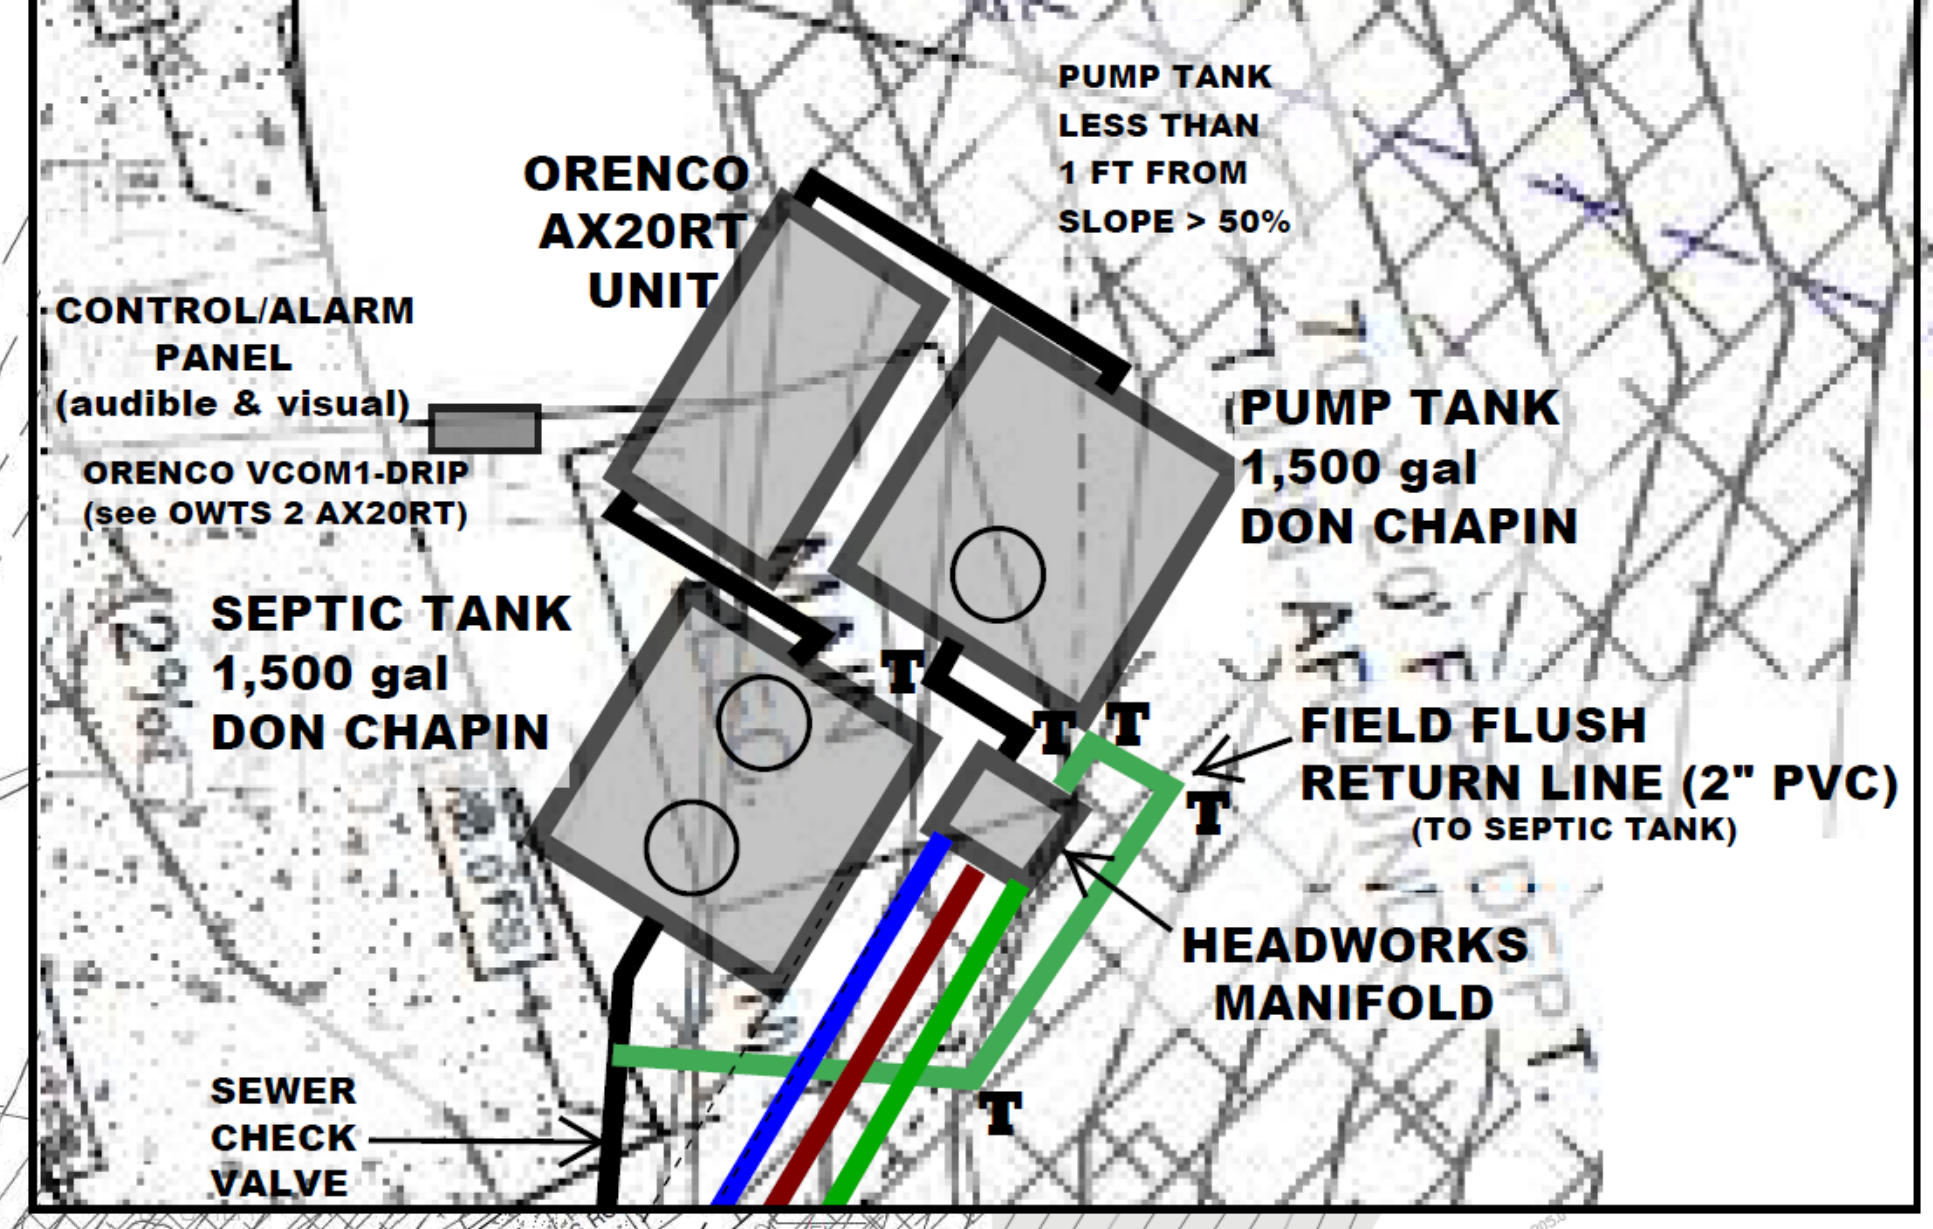 PUMP TANK
LESS THAN
1 FT FROM
SLOPE > 50%
ORENCO
AX20RT
UNIT
CONTROL/ALARM
PANEL
(audible & visual)
ORENCO VCOM1-DRIP
(see OWTS 2 AX20RT)
PUMP TANK
1,500 gal
DON CHAPIN
SEPTIC TANK
1,500 gal
DON CHAPIN
T
T
T
T
FIELD FLUSH
RETURN LINE (2" PVC)
(TO SEPTIC TANK)
HEADWORKS
MANIFOLD
T
SEWER
CHECK
VALVE